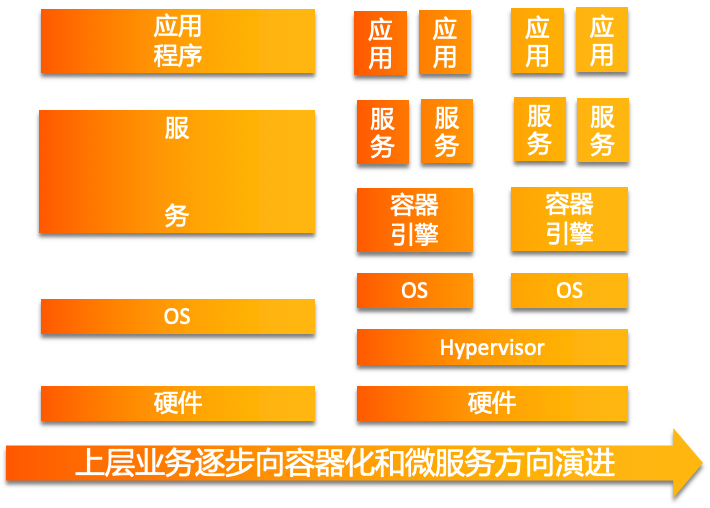 应用
程序
服
务
OS
硬件
应
用
应
用
应
用
应
用
服
务
服
务
服
务
服
务
容器
引擎
容器
引擎
OS
OS
Hypervisor
硬件
上层业务逐步向容器化和微服务方向演进